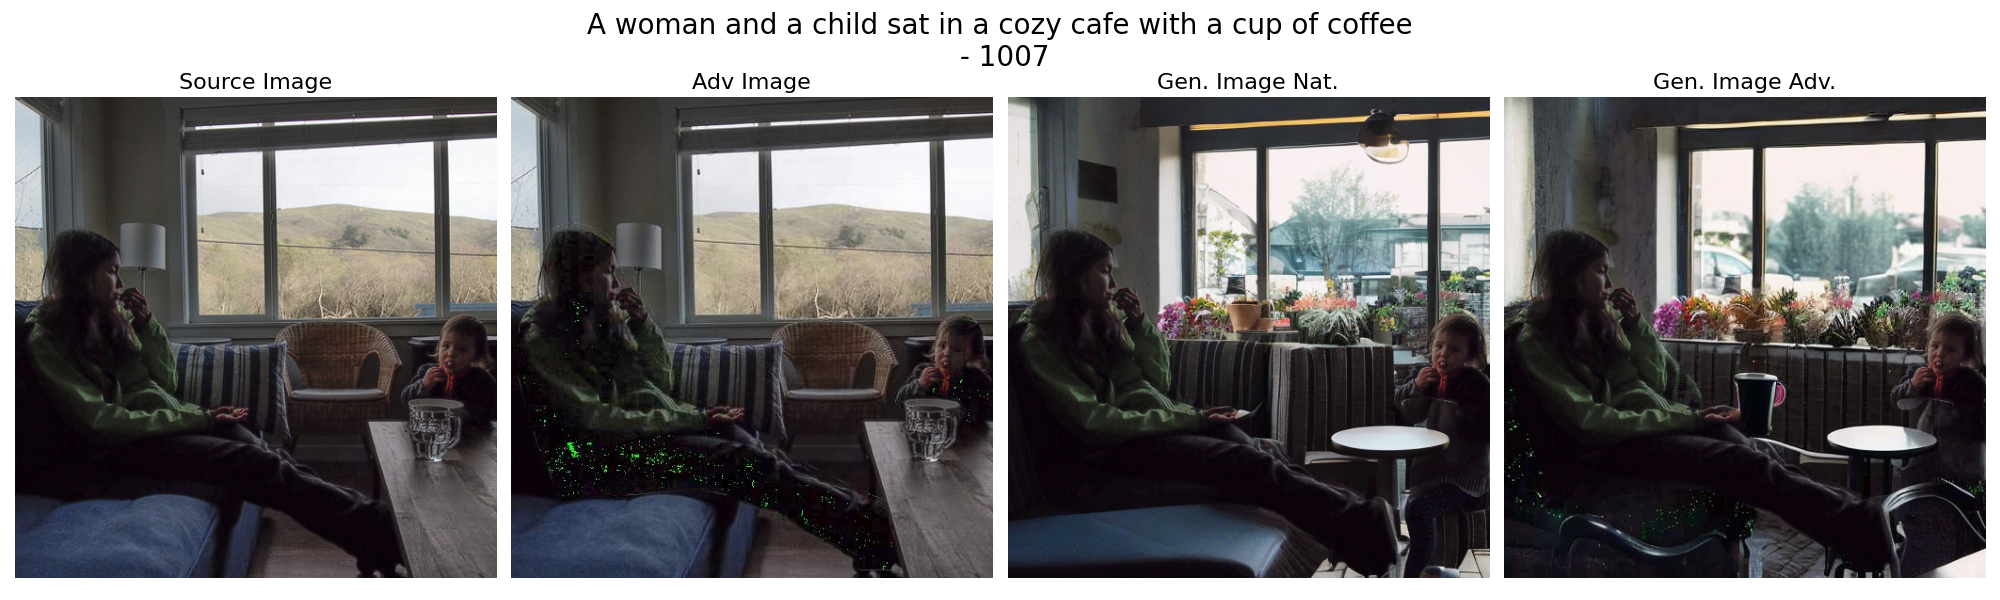 A woman and a child sat in a cozy cafe with a cup of coffee
- 1007
Source Image
Adv Image
Gen. Image Nat.
Gen. Image Adv.